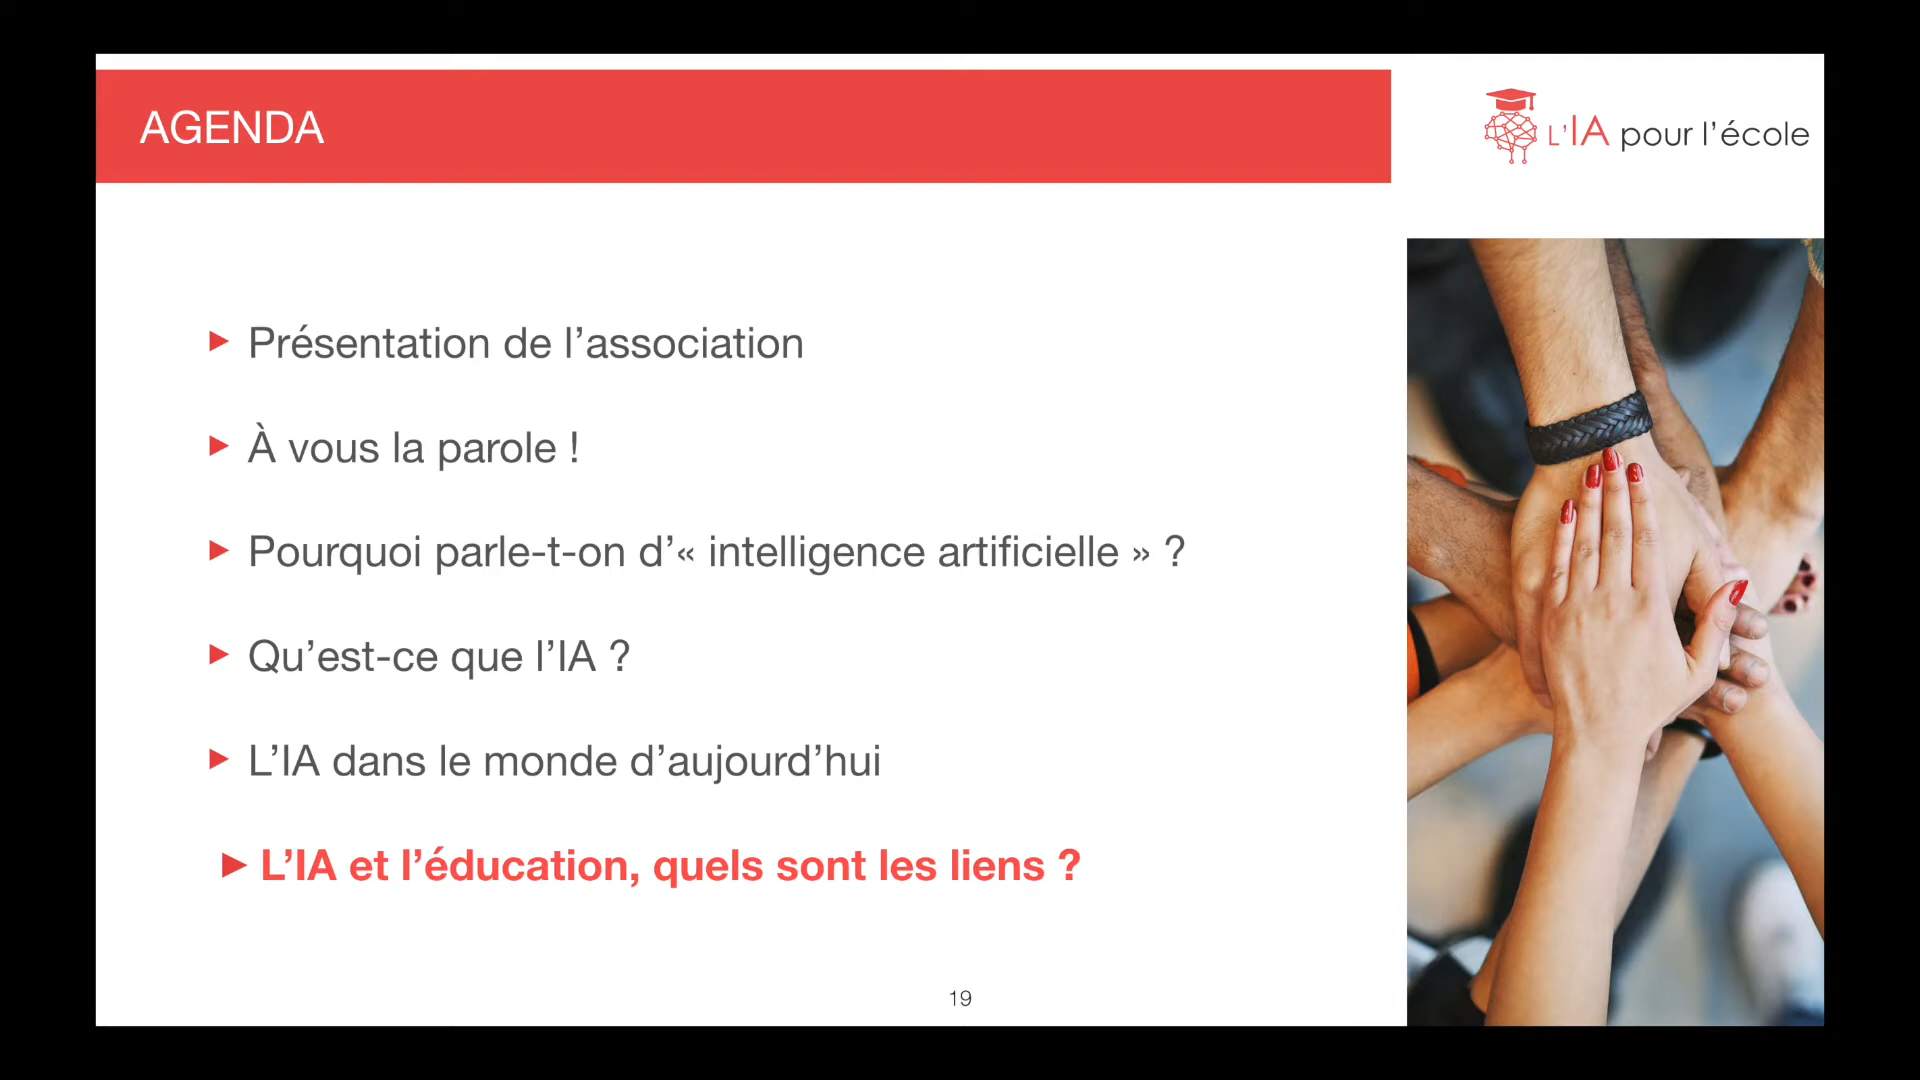 AGENDA
L'IA pour l'école
Présentation de l’association
À vous la parole !
Pourquoi parle-t-on d’« intelligence artificielle » ?
Qu’est-ce que l’IA ?
L’IA dans le monde d’aujourd’hui
L’IA et l’éducation, quels sont les liens ?
19